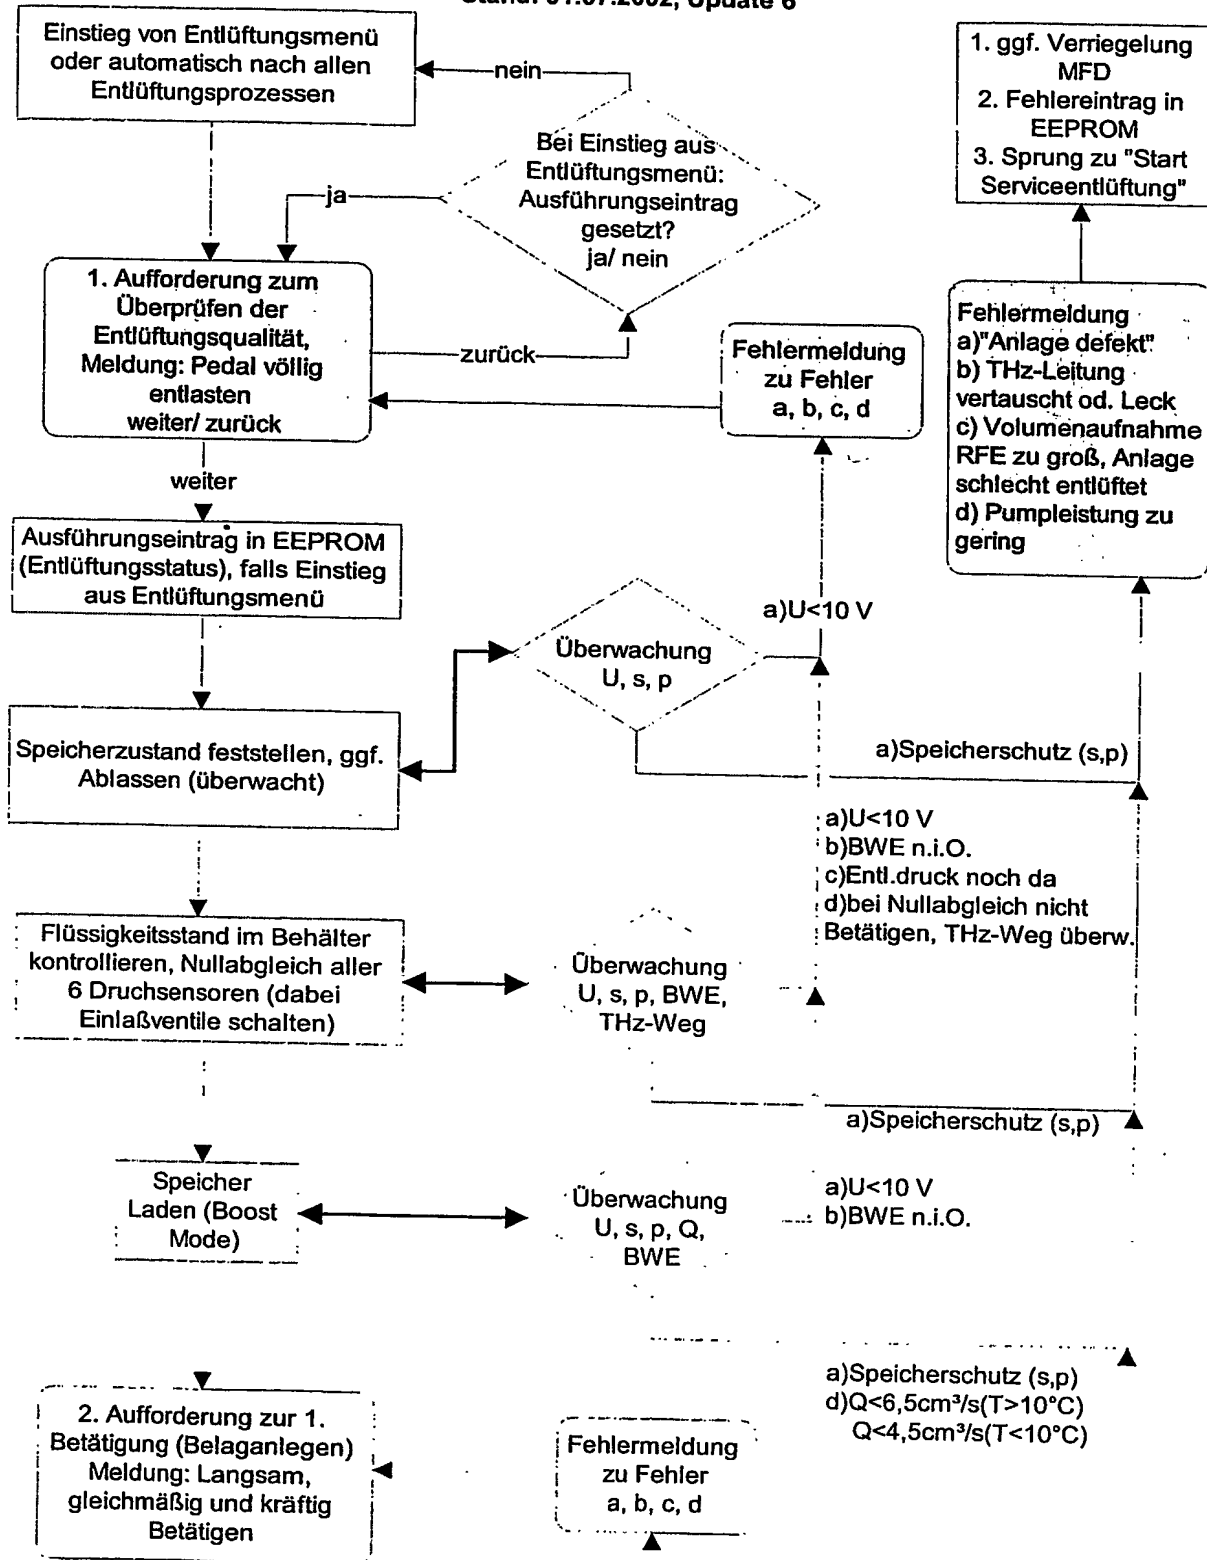 Stand: 01.07.2002, Update 6
Einstieg von Entlüftungsmenü
oder automatisch nach allen
Entlüftungsprozessen
nein
Bei Einstieg aus
Entlüftungsmenü:
Ausführungseintrag
gesetzt?
ja/ nein
ja
1. ggf. Verriegelung
MFD
2. Fehlereintrag in
EEPROM
3. Sprung zu "Start
Serviceentlüftung"
1. Aufforderung zum
Überprüfen der
Entlüftungsqualität,
Meldung: Pedal völlig
entlasten
weiter/ zurück
zurück
Fehlermeldung
zu Fehler
a, b, c, d
Fehlermeldung
a)"Anlage defekt"
b) THz-Leitung
vertauscht od. Leck
c) Volumenaufnahme
RFE zu groß, Anlage
schlecht entlüftet
d) Pumpleistung zu
gering
weiter
Ausführungseintrag in EEPROM
(Entlüftungsstatus), falls Einstieg
aus Entlüftungsmenü
a)U<10 V
Überwachung
U, s, p
Speicherzustand feststellen, ggf.
Ablassen (überwacht)
a)Speicherschutz (s,p)
a)U<10 V
b)BWE n.i.O.
c)Entl.druck noch da
d)bei Nullabgleich nicht
Betätigen, THz-Weg überw.
Flüssigkeitsstand im Behälter
kontrollieren, Nullabgleich aller
6 Druchsensoren (dabei
Einlaßventile schalten)
Überwachung
U, s, p, BWE,
THz-Weg
a)Speicherschutz (s,p)
Speicher
Laden (Boost
Mode)
Überwachung
U, s, p, Q,
BWE
a)U<10 V
b)BWE n.i.O.
a)Speicherschutz (s,p)
d)Q<6,5cm³/s(T>10°C)
Q<4,5cm³/s(T<10°C)
2. Aufforderung zur 1.
Betätigung (Belaganlegen)
Meldung: Langsam,
gleichmäßig und kräftig
Betätigen
Fehlermeldung
zu Fehler
a, b, c, d